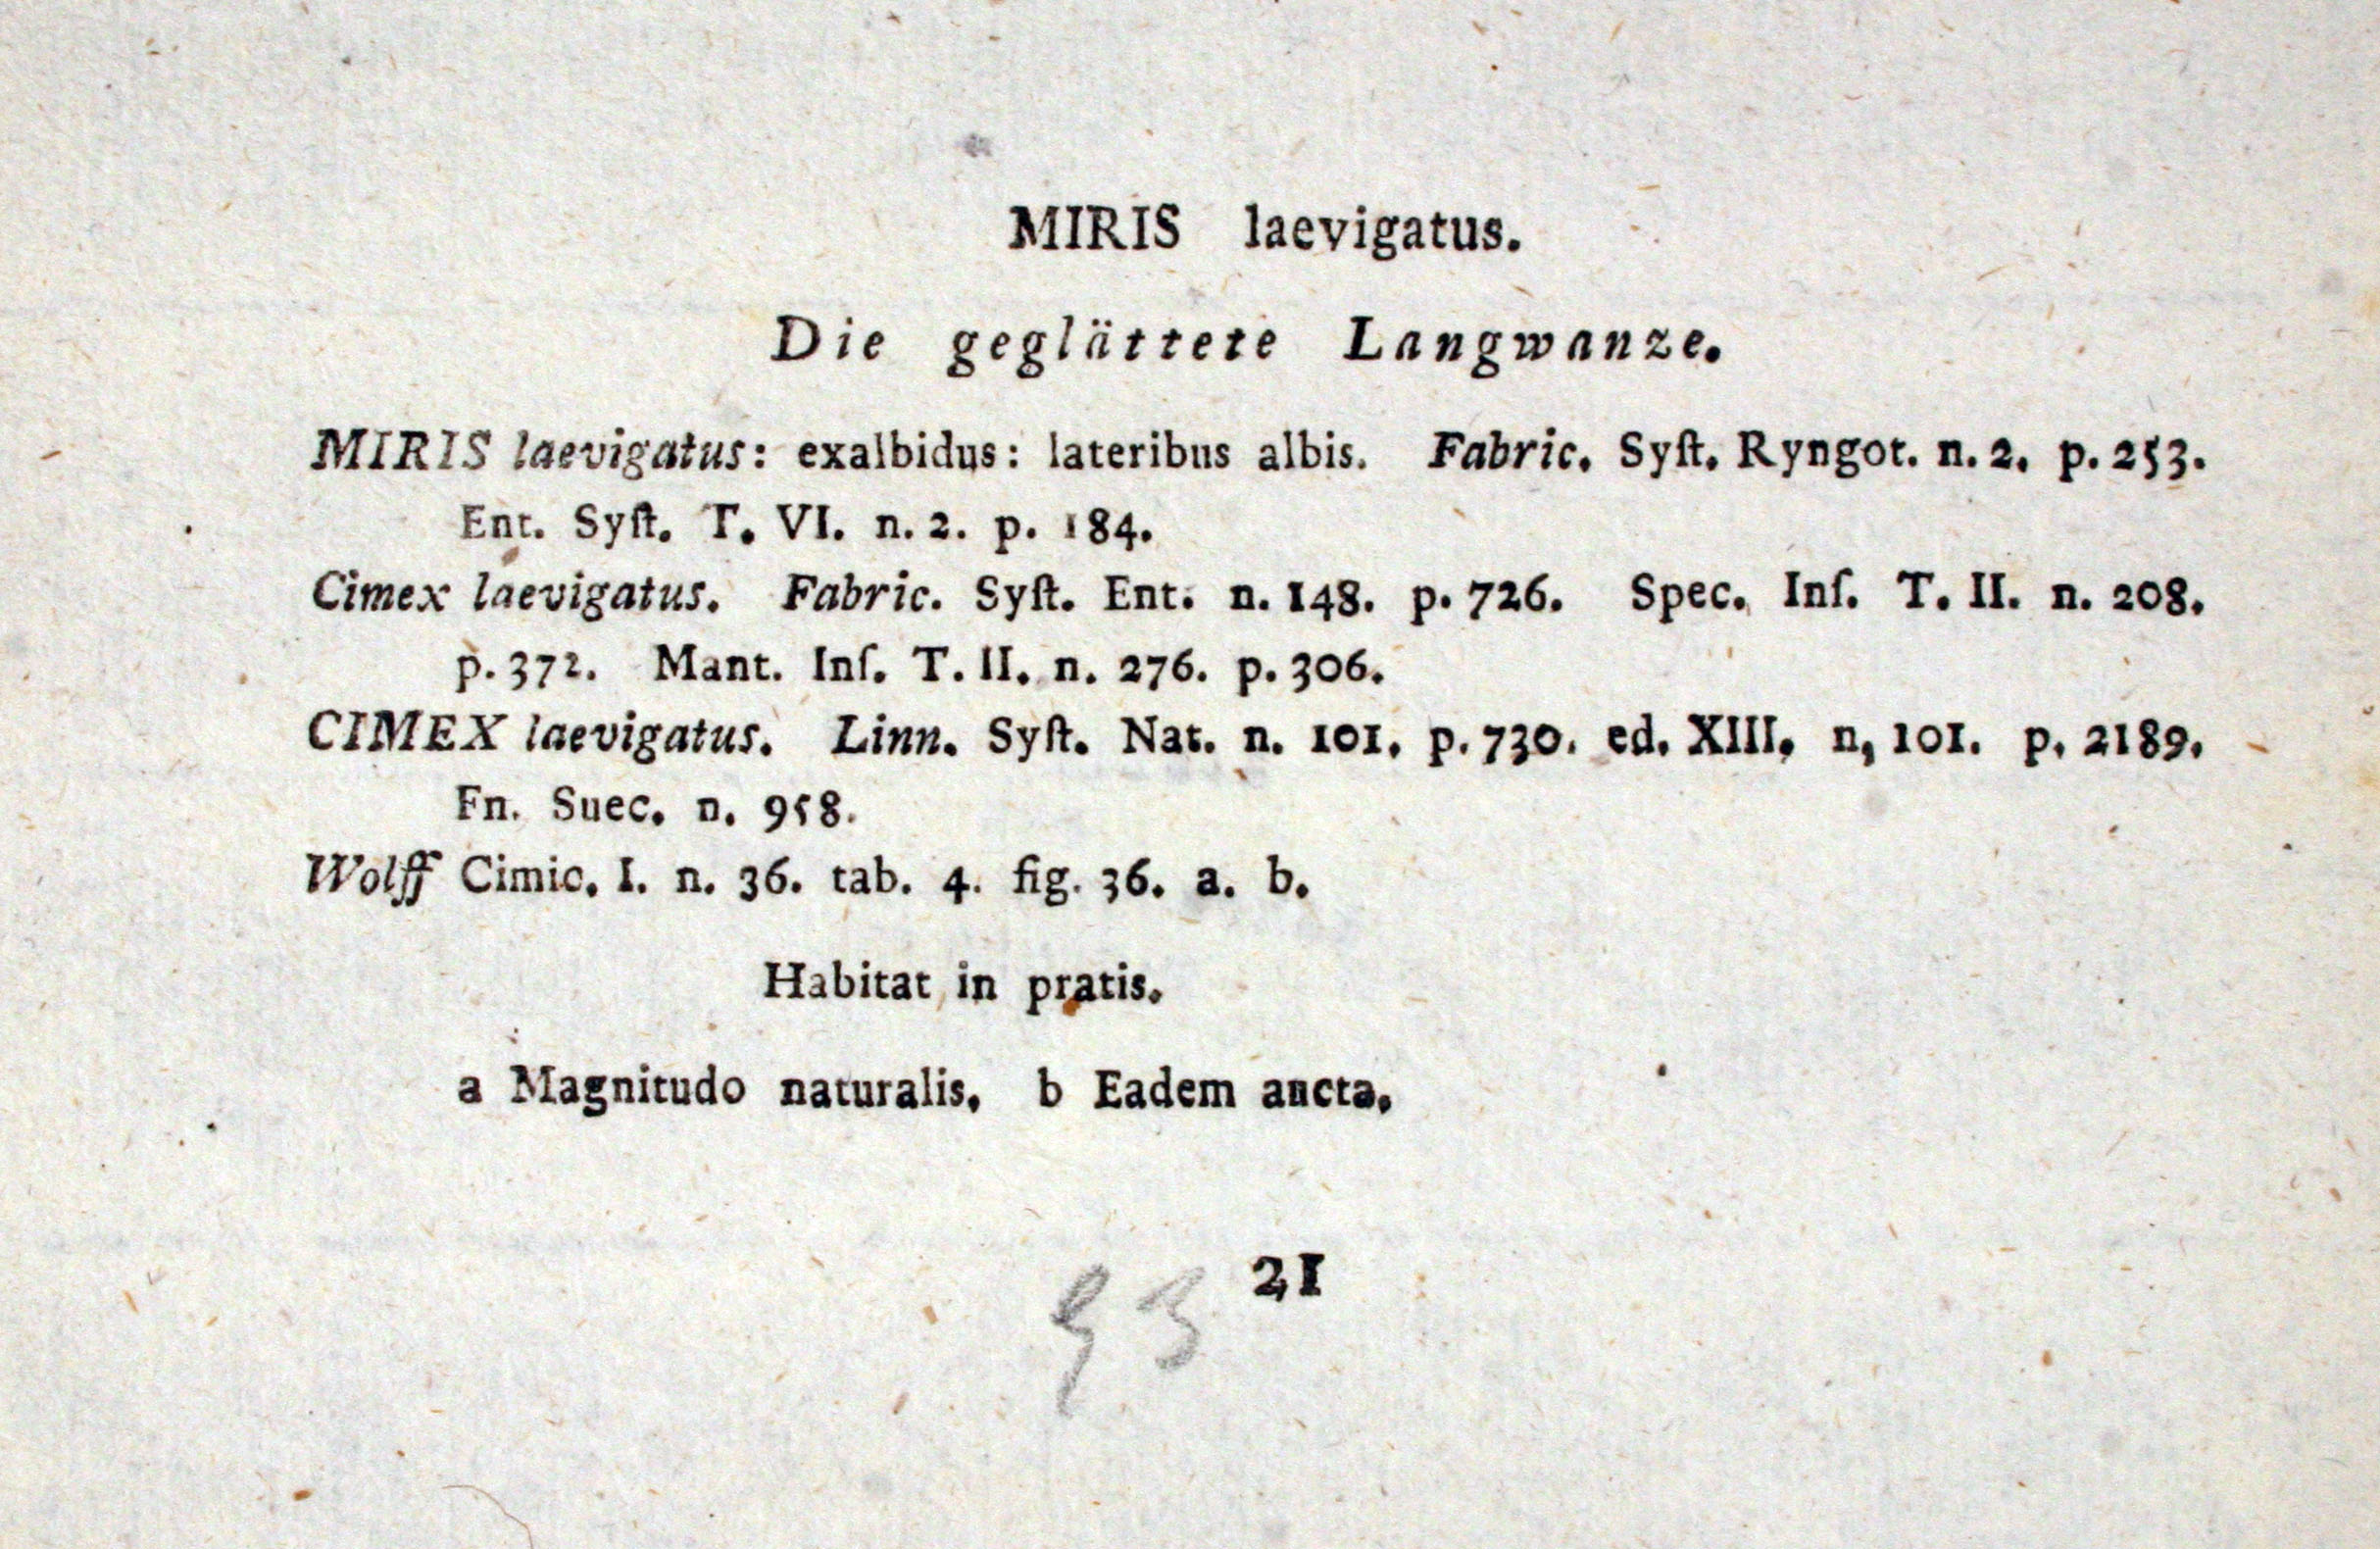 MIRIS laevigatus.
Die geglättete Langwanze.
MIRIS laevigatus: exalbidus: lateribus albis. Fabric. Syſt. Ryngot. n. 2. p. 253.
Ent. Syſt. T. VI. n. 2. p. 184.
Cimex laevigatus. Fabric. Syſt. Ent. n. 148. p. 726. Spec. Inſ. T. II. n. 208.
p. 372. Mant. Inſ. T. II. n. 276. p. 306.
CIMEX laevigatus. Linn. Syſt. Nat. n. 101. p. 730. ed. XIII. n, 101. p. 2189.
Fn. Suec. n. 958.
Wolff Cimic. I. n. 36. tab. 4. fig. 36. a. b.
Habitat in pratis.
a Magnitudo naturalis, b Eadem aucta,
21